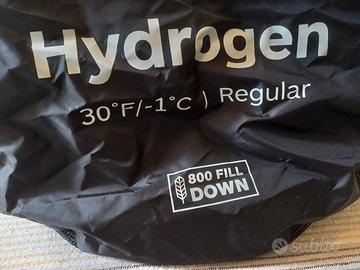 Hydrogen
30°F/-1°C | Regular
800 FILL
DOWN
subito